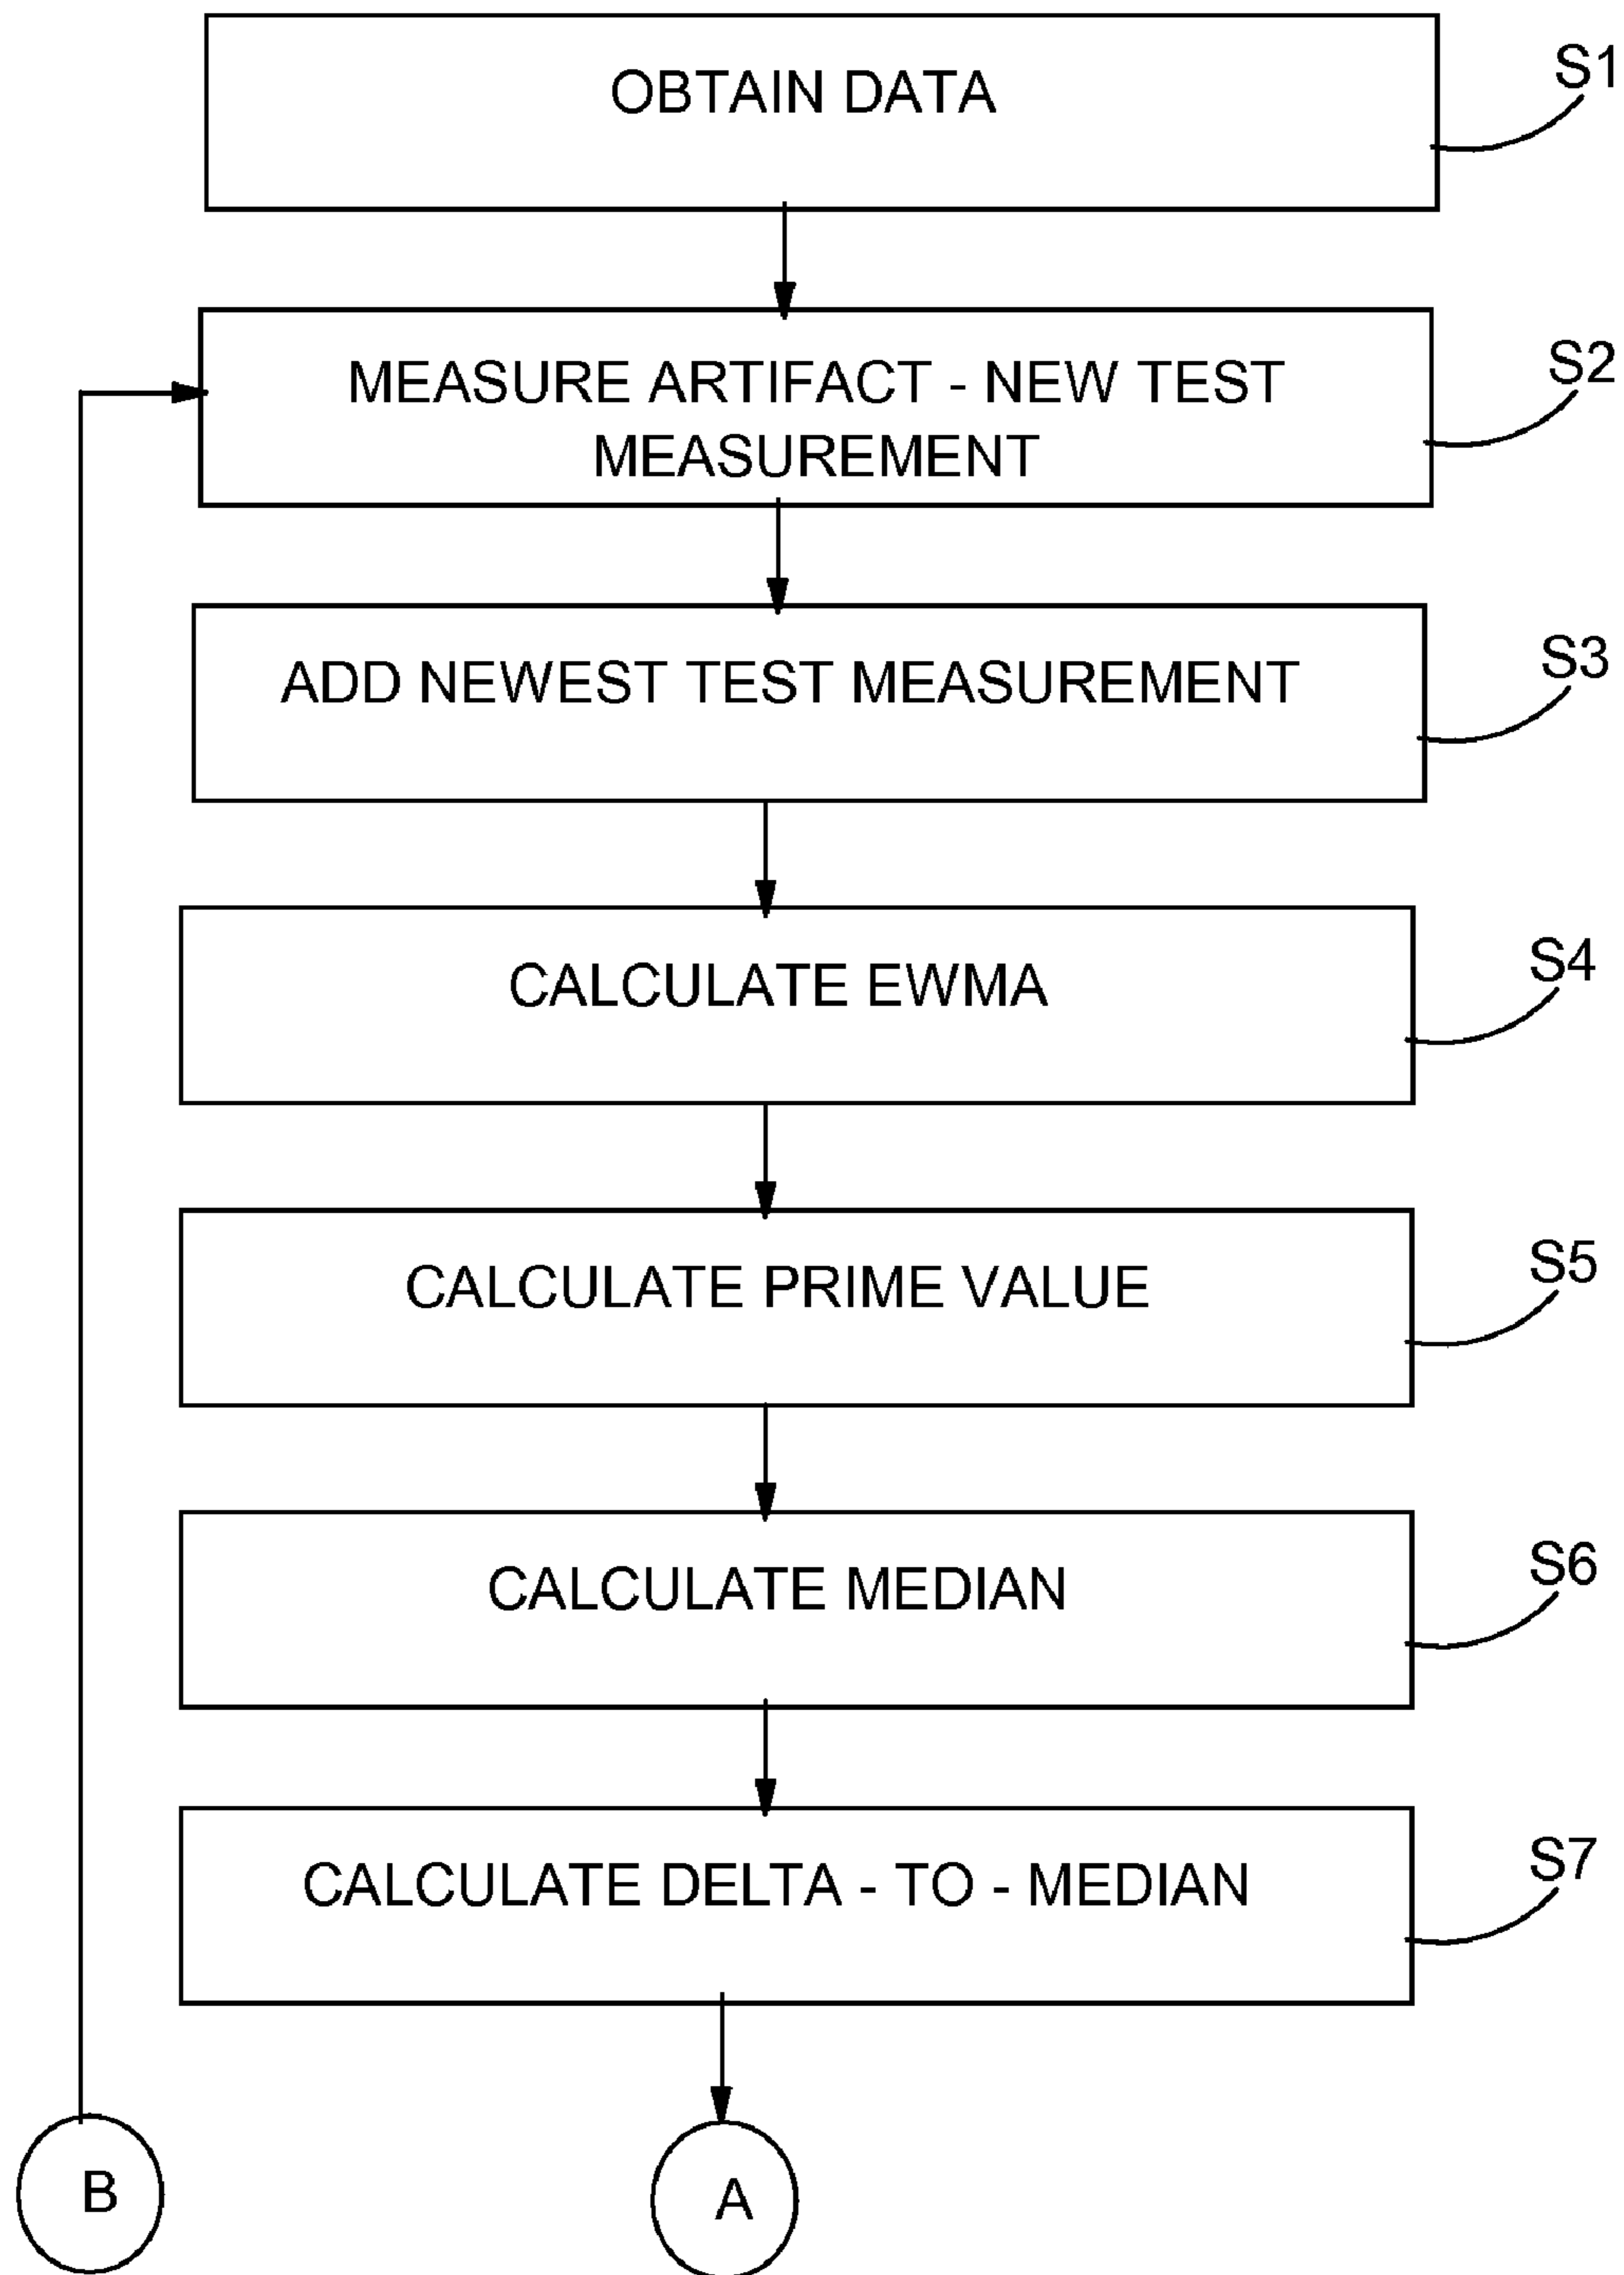 OBTAIN DATA
S1
MEASURE ARTIFACT - NEW TEST
MEASUREMENT
S2
ADD NEWEST TEST MEASUREMENT
S3
CALCULATE EWMA
S4
CALCULATE PRIME VALUE
S5
CALCULATE MEDIAN
S6
CALCULATE DELTA - TO - MEDIAN
S7
B
A